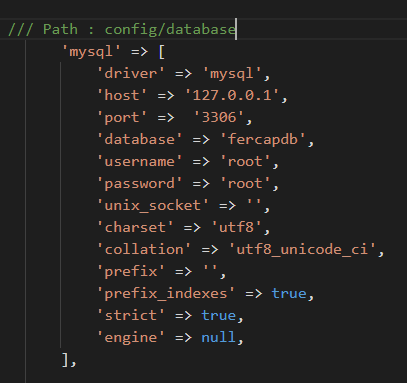 /// Path : config/database
'mysql' => [
'driver' => 'mysql',
'host' => '127.0.0.1',
'port' =>  '3306',
'database' => 'fercapdb',
'username' => 'root',
'password' => 'root',
'unix_socket' => '',
'charset' => 'utf8',
'collation' => 'utf8_unicode_ci',
'prefix' => '',
'prefix_indexes' => true,
'strict' => true,
'engine' => null,
],